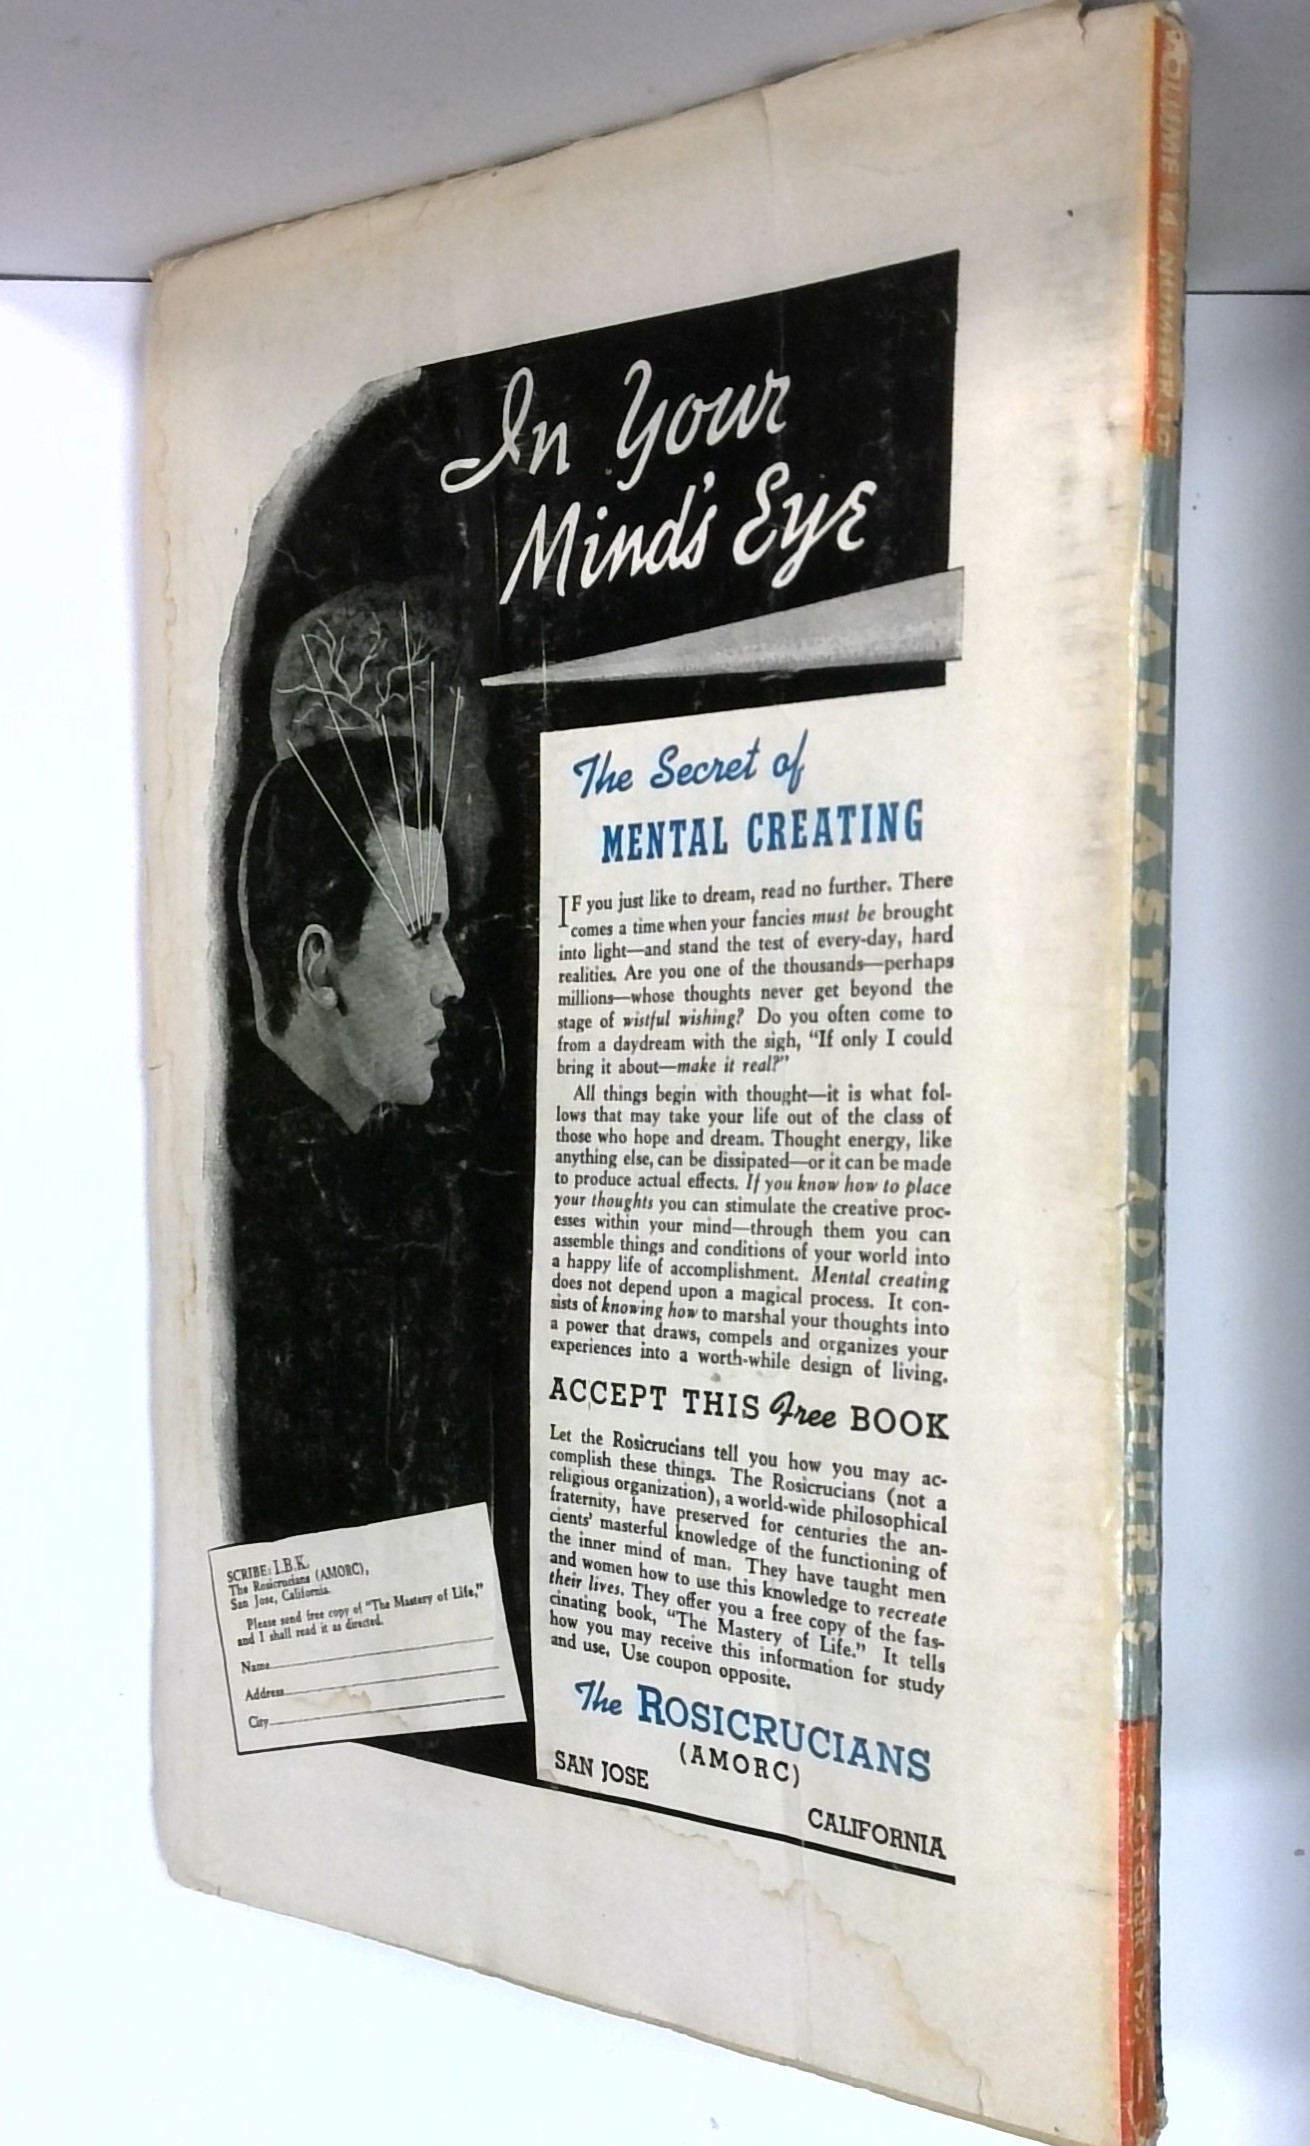 In Your
Mind's Eye
The Secret of
MENTAL CREATING
IF you just like to dream, read no further. There
comes a time when your fancies must be brought
into light—and stand the test of every-day, hard
realities. Are you one of the thousands—perhaps
millions—whose thoughts never get beyond the
stage of wistful wishing? Do you often come to
from a daydream with the sigh, "If only I could
bring it about—make it real?"
All things begin with thought—it is what fol-
lows that may take your life out of the class of
those who hope and dream. Thought energy, like
anything else, can be dissipated—or it can be made
to produce actual effects. If you know how to place
your thoughts you can stimulate the creative proc-
esses within your mind—through them you can
assemble things and conditions of your world into
a happy life of accomplishment. Mental creating
does not depend upon a magical process. It con-
sists of knowing how to marshal your thoughts into
a power that draws, compels and organizes your
experiences into a worth-while design of living.
ACCEPT THIS Free BOOK
Let the Rosicrucians tell you how you may ac-
complish these things. The Rosicrucians (not a
religious organization), a world-wide philosophical
fraternity, have preserved for centuries the an-
cients' masterful knowledge of the functioning of
the inner mind of man. They have taught men
and women how to use this knowledge to recreate
their lives. They offer you a free copy of the fas-
cinating book, "The Mastery of Life." It tells
how you may receive this information for study
and use. Use coupon opposite.
The ROSICRUCIANS
(AMORC)
SAN JOSE
CALIFORNIA
SCRIBE: I.B.K.
The Rosicrucians (AMORC),
San Jose, California.
Please send free copy of "The Mastery of Life,"
and I shall read it as directed.
Name
Address
City
VOLUME 14 NUMBER 10
FANTASTIC ADVENTURES
OCTOBER